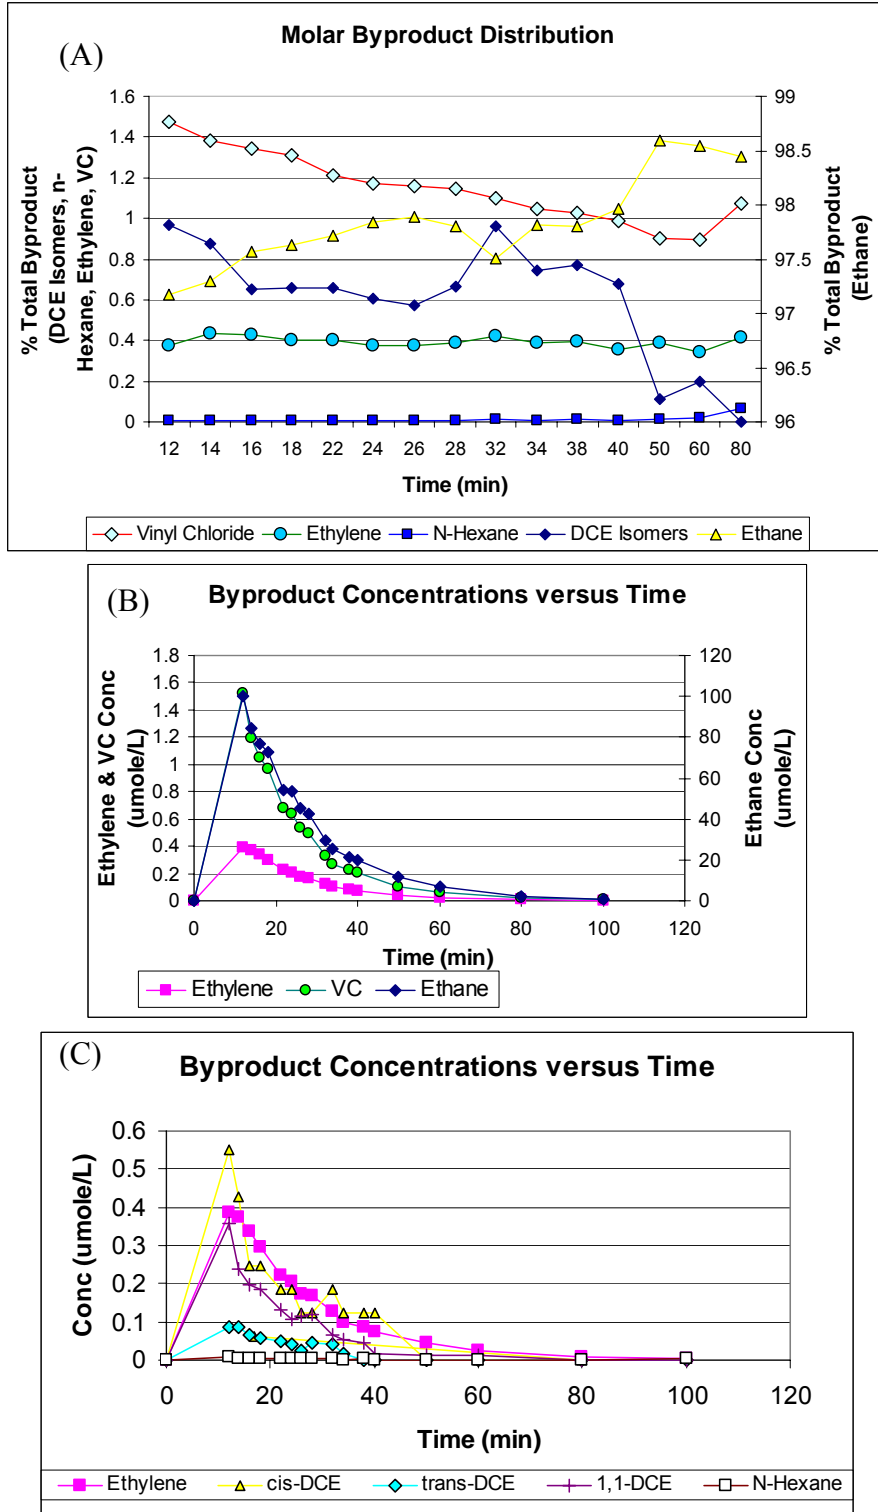 (A)
Molar Byproduct Distribution
% Total Byproduct
(DCE Isomers, n-
Hexane, Ethylene, VC)
1.6
1.4
1.2
1
0.8
0.6
0.4
0.2
0
99
98.5
98
97.5
97
96.5
96
% Total Byproduct
(Ethane)
12 14 16 18 22 24 26 28 32 34 38 40 50 60 80
Time (min)
Vinyl Chloride Ethylene N-Hexane DCE Isomers Ethane
(B)
Byproduct Concentrations versus Time
Ethylene & VC Conc
(umole/L)
1.8
1.6
1.4
1.2
1
0.8
0.6
0.4
0.2
0
120
100
80
60
40
20
0
Ethane Conc
(umole/L)
0 20 40 60 80 100 120
Time (min)
Ethylene VC Ethane
(C)
Byproduct Concentrations versus Time
Conc (umole/L)
0.6
0.5
0.4
0.3
0.2
0.1
0
0 20 40 60 80 100 120
Time (min)
Ethylene cis-DCE trans-DCE 1,1-DCE N-Hexane